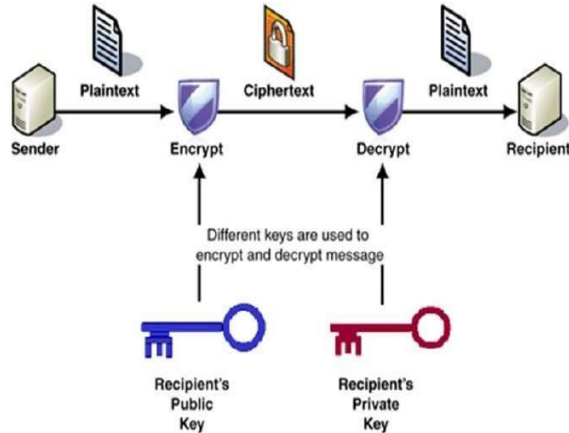 Plaintext
Ciphertext
Plaintext
Sender
Encrypt
Decrypt
Recipient
Different keys are used to
encrypt and decrypt message
Recipient's
Public
Key
Recipient's
Private
Key